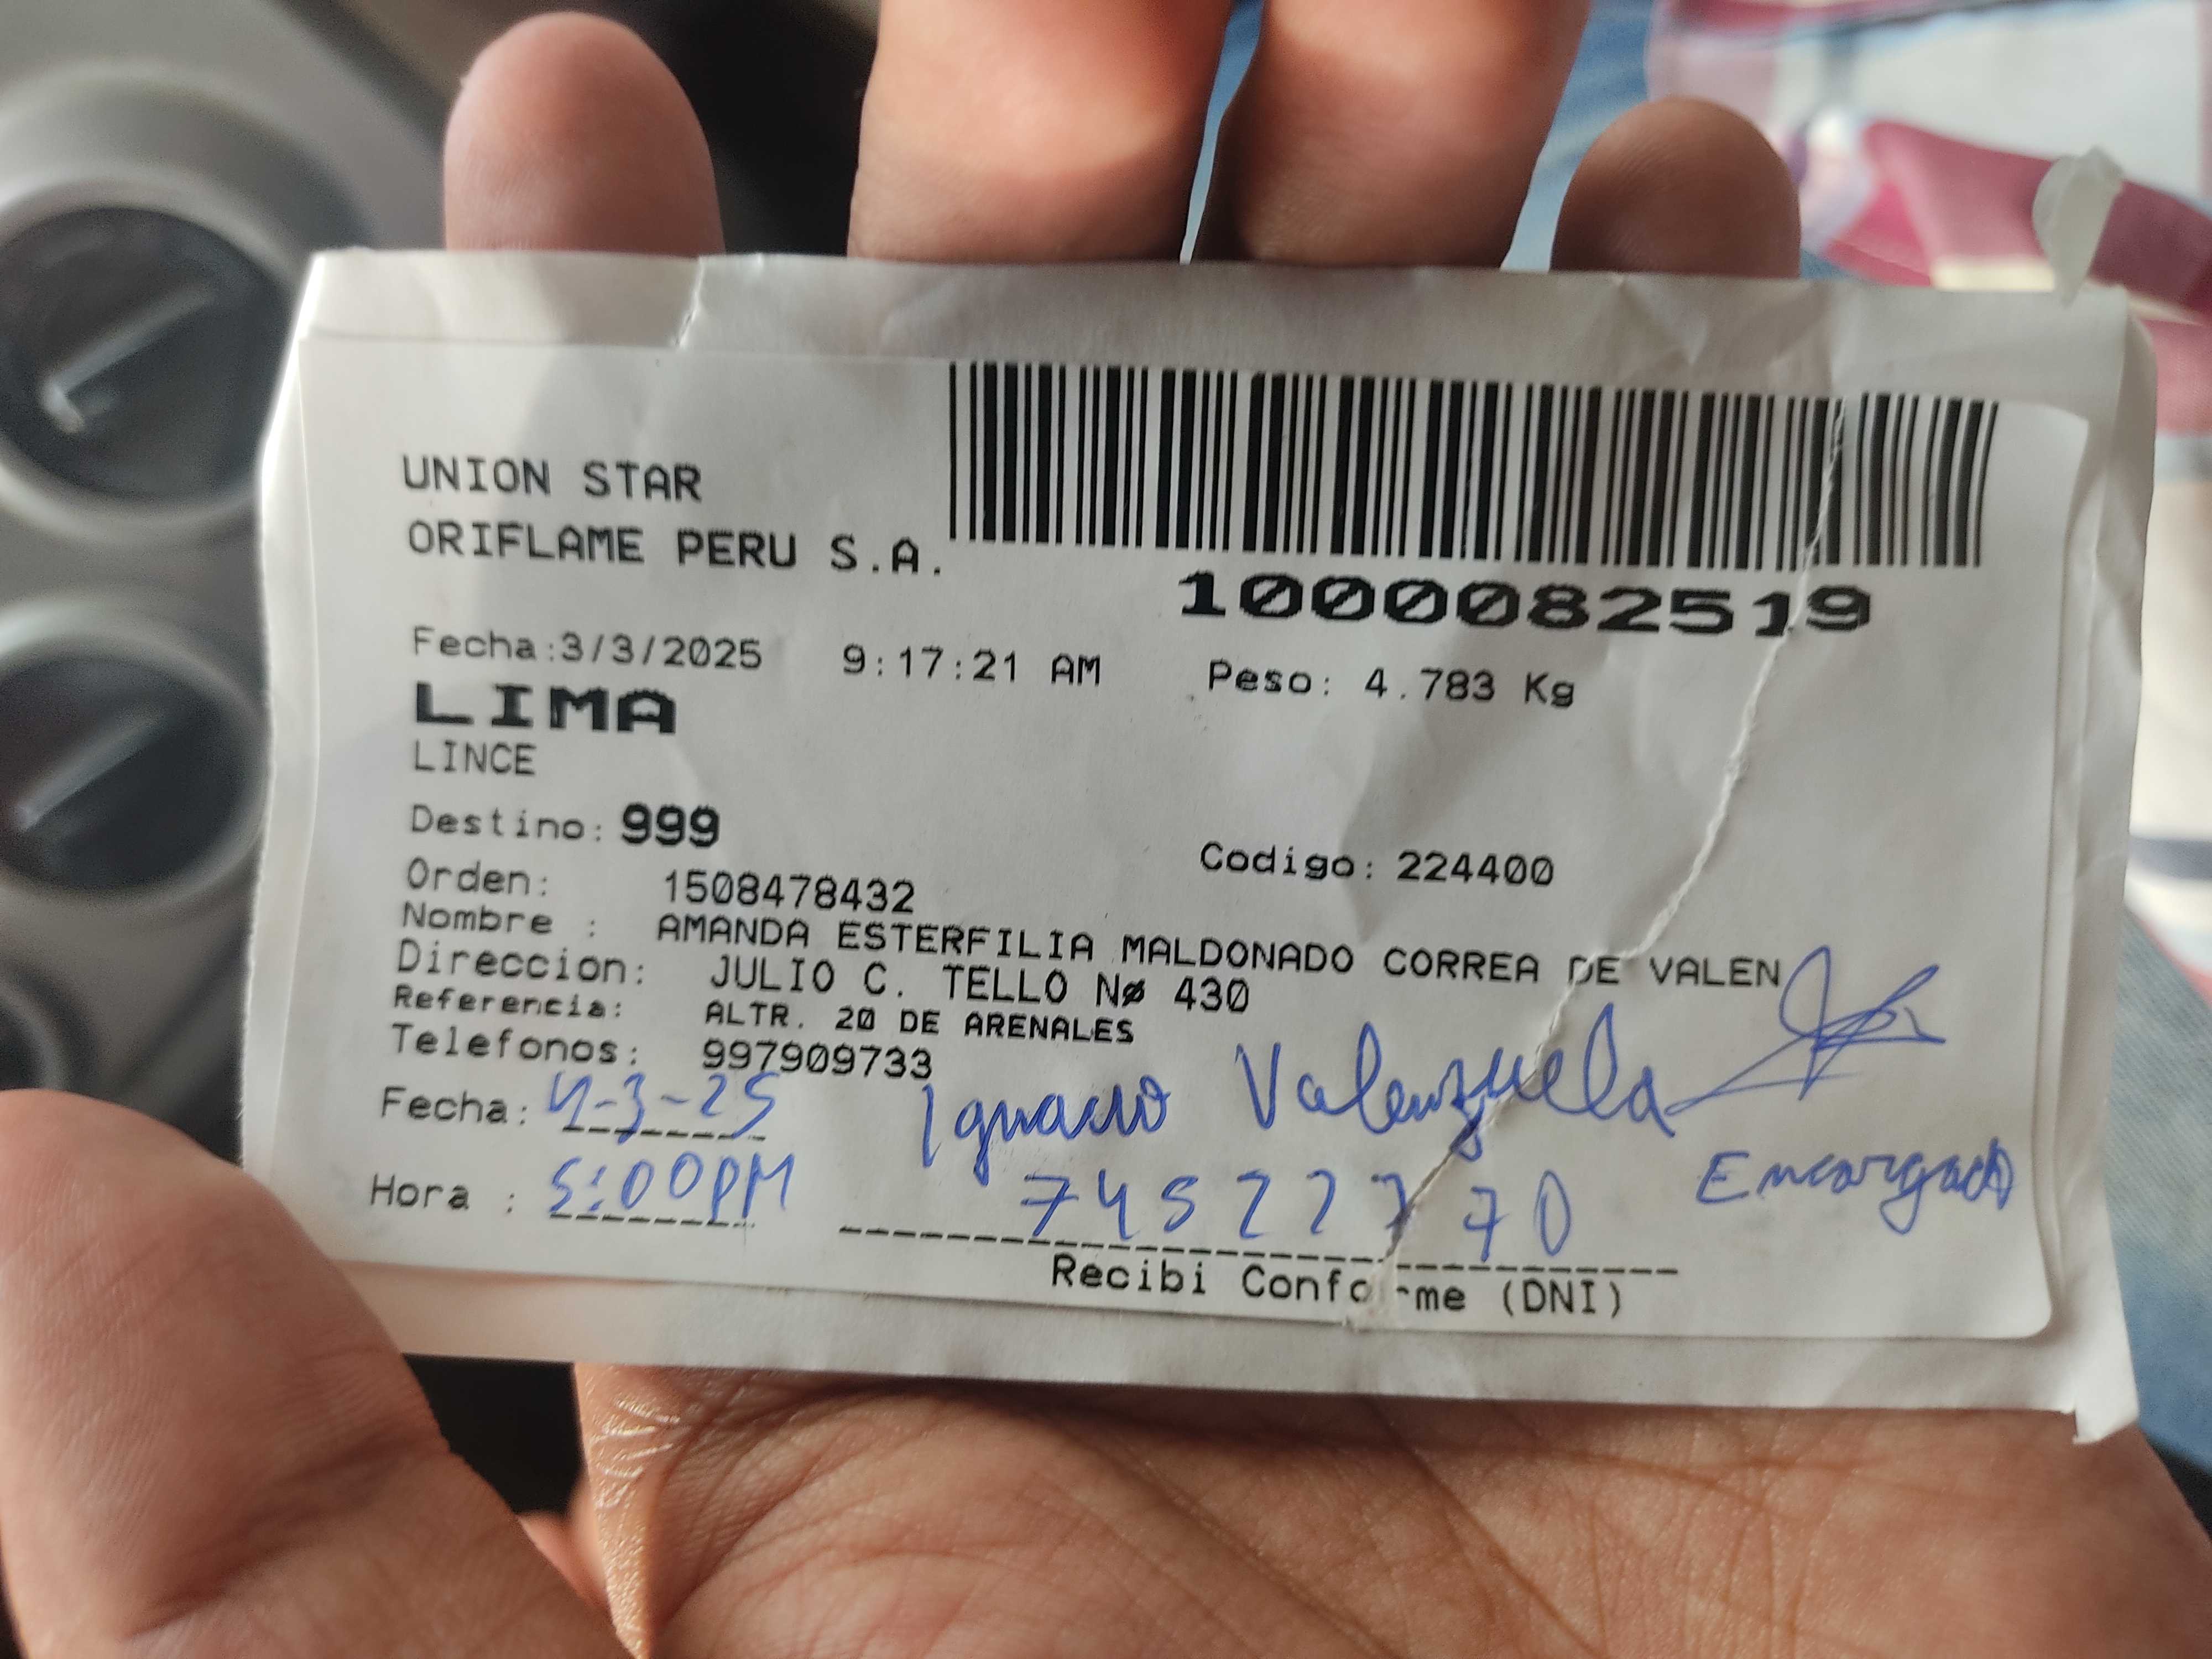 UNION STAR
ORIFLAME PERU S.A.
1000082519
Fecha:3/3/2025 9:17:21 AM Peso: 4.783 Kg
LIMA
LINCE
Destino: 999
Codigo: 224400
Orden: 1508478432
Nombre : AMANDA ESTERFILIA MALDONADO CORREA DE VALEN
Direccion: JULIO C. TELLO Nø 430
Referencia: ALTR. 20 DE ARENALES
Telefonos: 997909733
Fecha: 4-3-25 Ignacio Valenzuela
Hora : 5:00PM Encargado
Recibi Conforme (DNI)